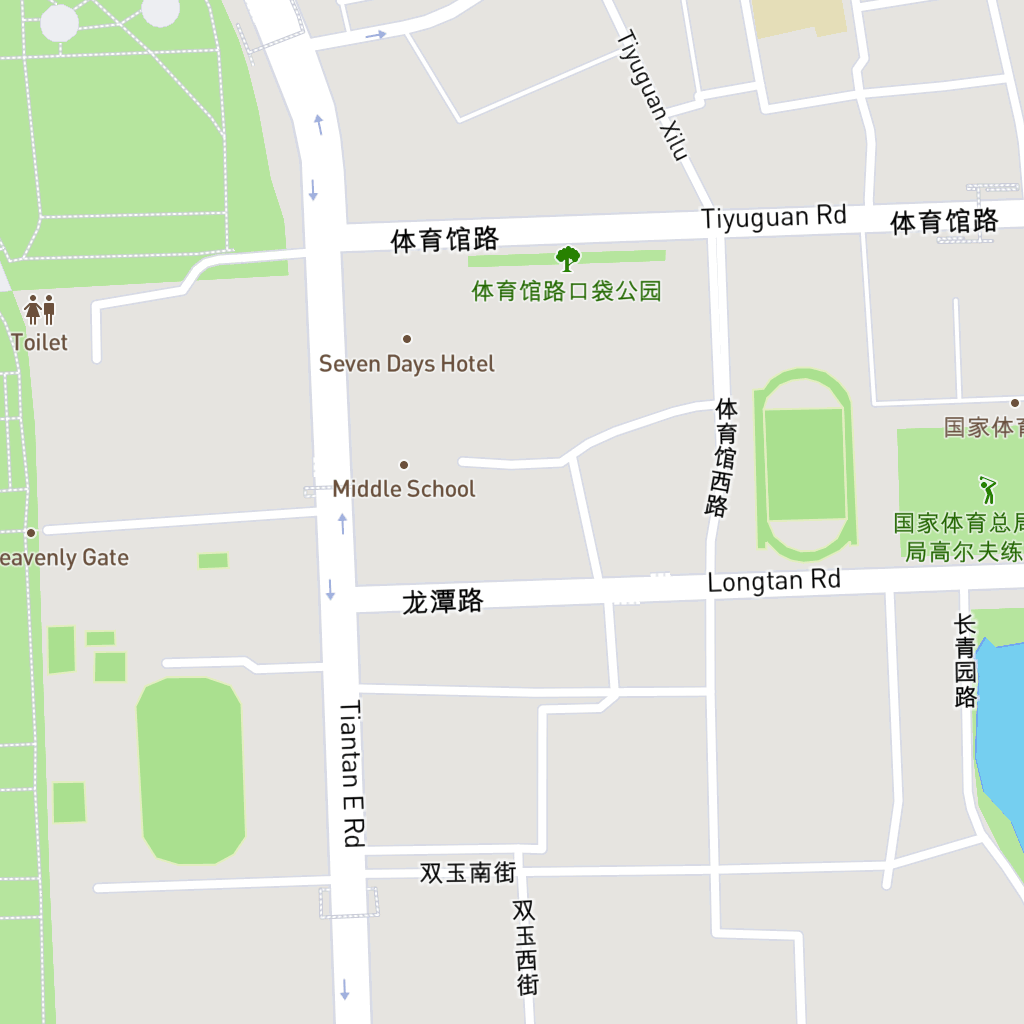 Tiyuguan Xilu
Tiyuguan Rd
体育馆路
体育馆路
体育馆路口袋公园
Toilet
Seven Days Hotel
体育馆西路
国家体育
Middle School
国家体育总局
局高尔夫练
eavenly Gate
Longtan Rd
龙潭路
长青园路
Tiantan E Rd
双玉南街
双玉西街